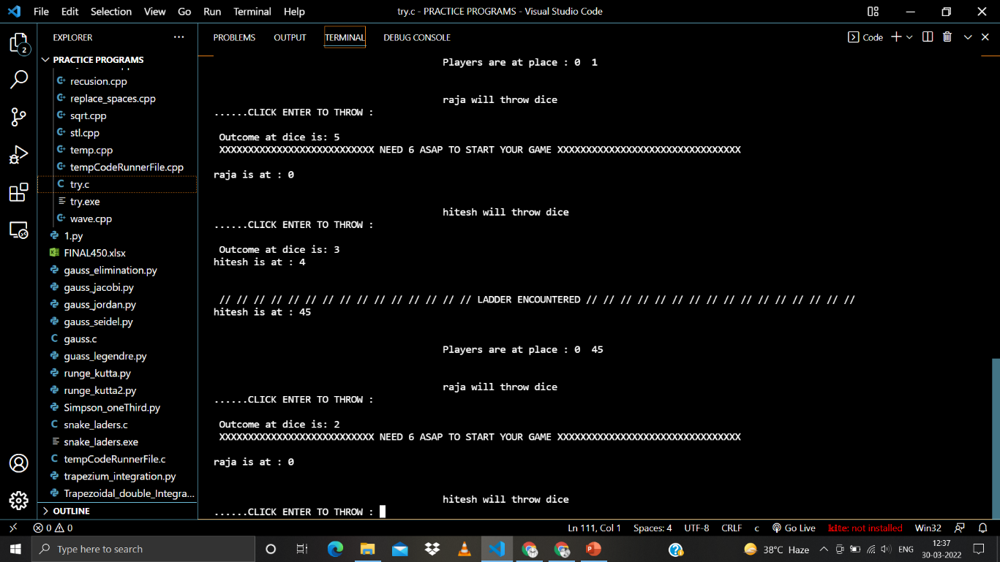 File Edit Selection View Go Run Terminal Help
try.c - PRACTICE PROGRAMS - Visual Studio Code
EXPLORER
PRACTICE PROGRAMS
recusion.cpp
replace_spaces.cpp
sqrt.cpp
stl.cpp
temp.cpp
tempCodeRunnerFile.cpp
try.c
try.exe
wave.cpp
1.py
FINAL450.xlsx
gauss_elimination.py
gauss_jacobi.py
gauss_jordan.py
gauss_seidel.py
gauss.c
guass_legendre.py
runge_kutta.py
runge_kutta2.py
Simpson_oneThird.py
snake_laders.c
snake_laders.exe
tempCodeRunnerFile.c
trapezium_integration.py
Trapezoidal_double_Integra...
OUTLINE
2
PROBLEMS OUTPUT TERMINAL DEBUG CONSOLE
Code
Players are at place : 0 1
raja will throw dice
......CLICK ENTER TO THROW :
Outcome at dice is: 5
XXXXXXXXXXXXXXXXXXXXXXXXXXX NEED 6 ASAP TO START YOUR GAME XXXXXXXXXXXXXXXXXXXXXXXXXXXXXXXX
raja is at : 0
hitesh will throw dice
......CLICK ENTER TO THROW :
Outcome at dice is: 3
hitesh is at : 4
// // // // // // // // // // // // // // // LADDER ENCOUNTERED // // // // // // // // // // // // // // // //
hitesh is at : 45
Players are at place : 0 45
raja will throw dice
......CLICK ENTER TO THROW :
Outcome at dice is: 2
XXXXXXXXXXXXXXXXXXXXXXXXXXX NEED 6 ASAP TO START YOUR GAME XXXXXXXXXXXXXXXXXXXXXXXXXXXXXXXX
raja is at : 0
hitesh will throw dice
......CLICK ENTER TO THROW :
0 0
Ln 111, Col 1 Spaces: 4 UTF-8 CRLF c Go Live kite: not installed Win32
Type here to search
38°C Haze
ENG
12:37
30-03-2022